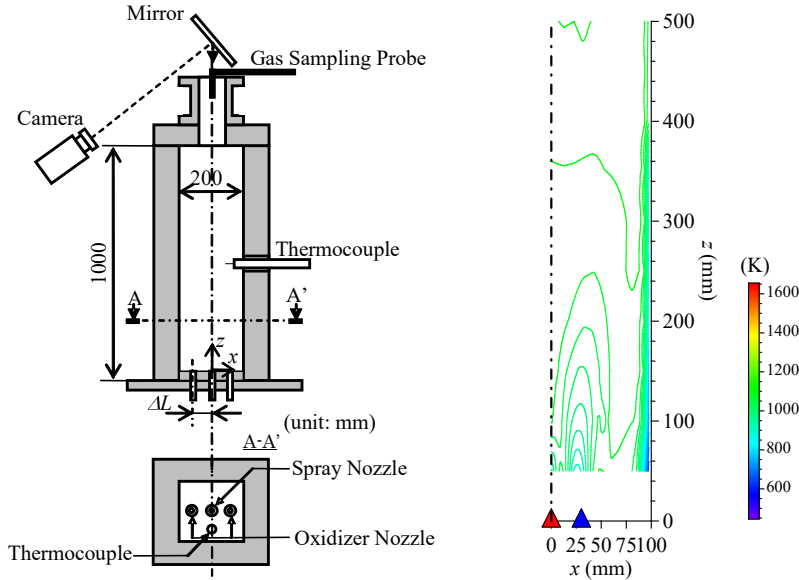 Mirror
Gas Sampling Probe
Camera
200
1000
Thermocouple
A
A’
z
x
ΔL
(unit: mm)
A-A’
Spray Nozzle
Thermocouple
Oxidizer Nozzle
500
400
300
z (mm)
200
100
0
0 25 50 75 100
x (mm)
(K)
1600
1400
1200
1000
800
600